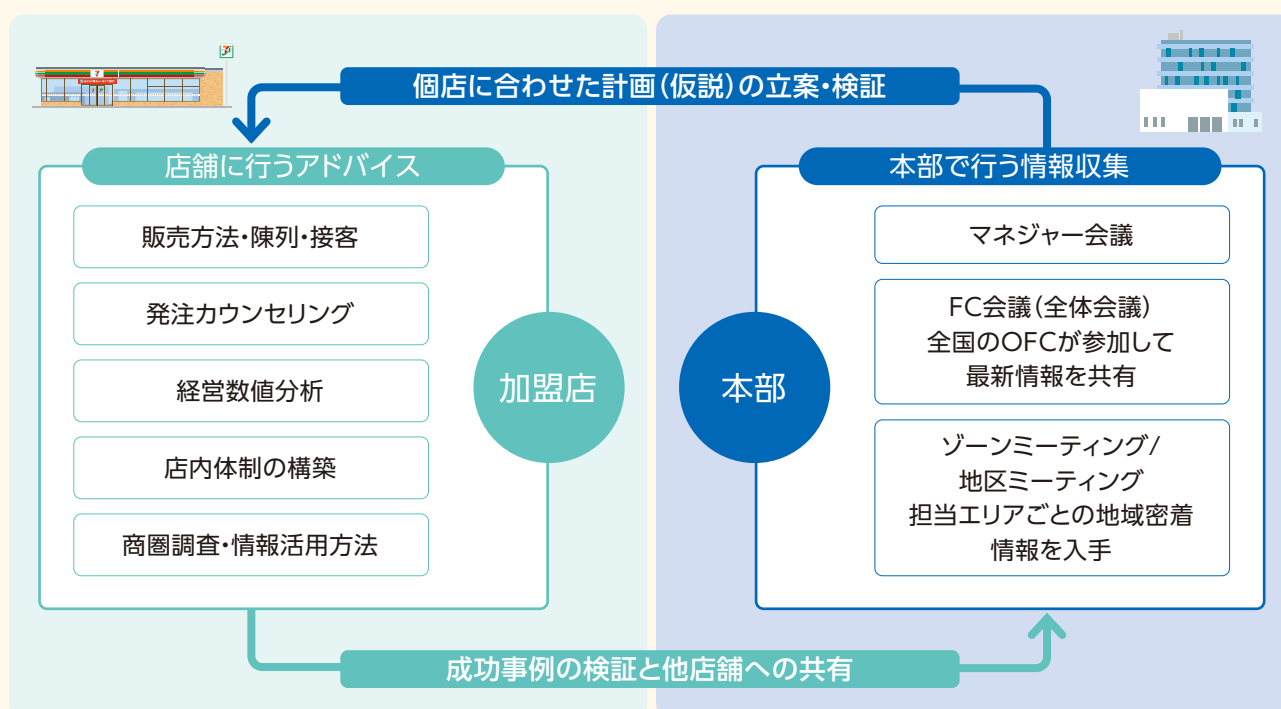 個店に合わせた計画(仮説)の立案・検証
店舗に行うアドバイス
販売方法・陳列・接客
発注カウンセリング
経営数値分析
店内体制の構築
商圏調査・情報活用方法
加盟店
本部で行う情報収集
マネジャー会議
FC会議(全体会議)
全国のOFCが参加して
最新情報を共有
ゾーンミーティング/
地区ミーティング
担当エリアごとの地域密着
情報を入手
本部
成功事例の検証と他店舗への共有